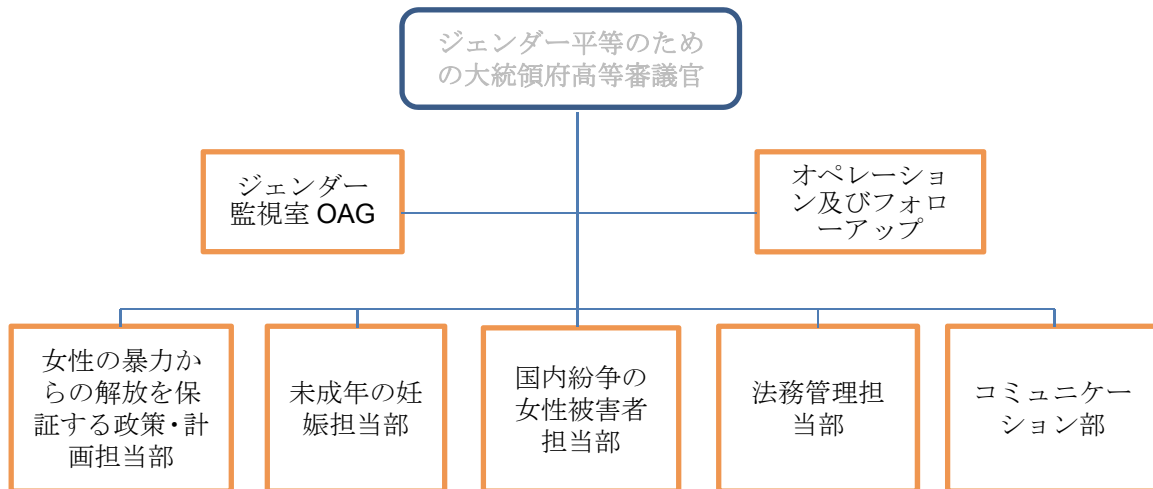 ジェンダー平等のため
の大統領府高等審議官
ジェンダー
監視室 OAG
オペレーショ
ン及びフォロ
ーアップ
女性の暴力か
らの解放を保
証する政策・計
画担当部
未成年の妊
娠担当部
国内紛争の
女性被害者
担当部
法務管理担
当部
コミュニケー
ション部